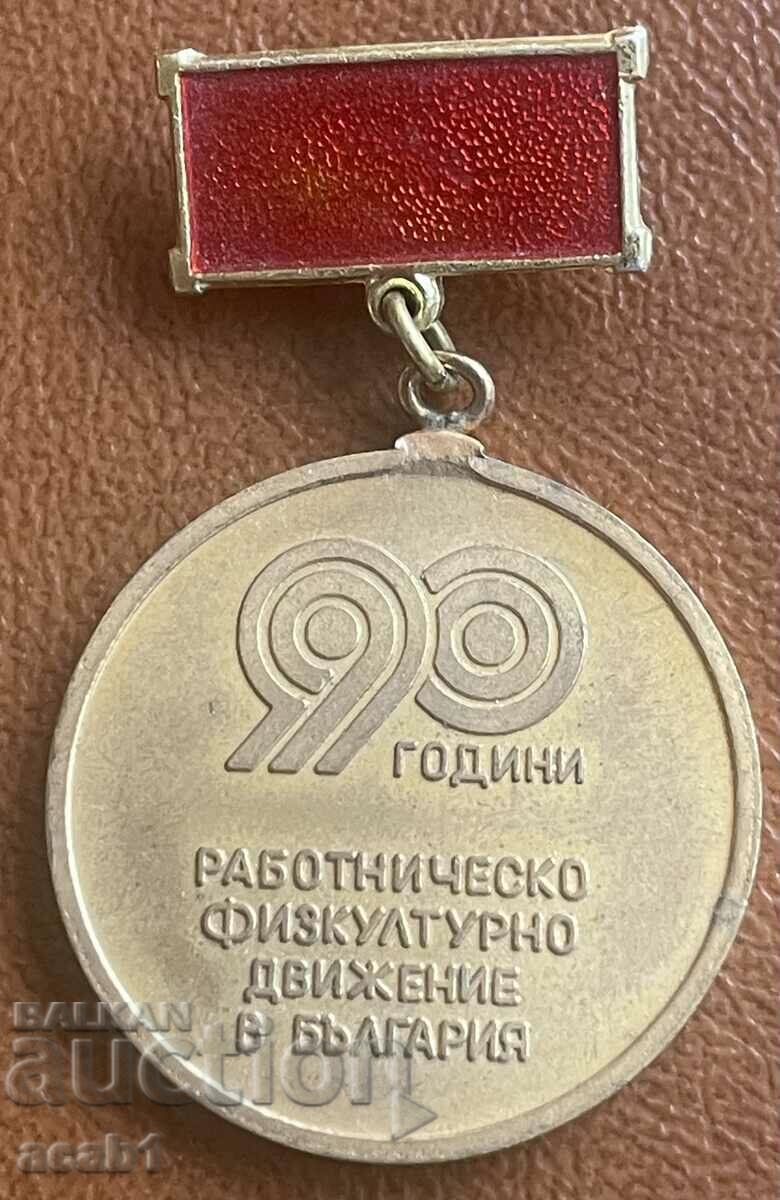 90
ГОДИНИ
РАБОТНИЧЕСКО
ФИЗКУЛТУРНО
ДВИЖЕНИЕ
В БЪЛГАРИЯ
BALKAN
auction
acab1